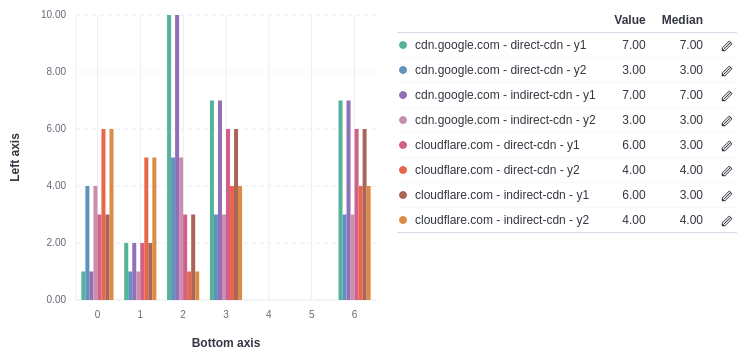 Left axis
10.00
8.00
6.00
4.00
2.00
0.00
0 1 2 3 4 5 6
Bottom axis
Value Median
cdn.google.com - direct-cdn - y1 7.00 7.00
cdn.google.com - direct-cdn - y2 3.00 3.00
cdn.google.com - indirect-cdn - y1 7.00 7.00
cdn.google.com - indirect-cdn - y2 3.00 3.00
cloudflare.com - direct-cdn - y1 6.00 3.00
cloudflare.com - direct-cdn - y2 4.00 4.00
cloudflare.com - indirect-cdn - y1 6.00 3.00
cloudflare.com - indirect-cdn - y2 4.00 4.00